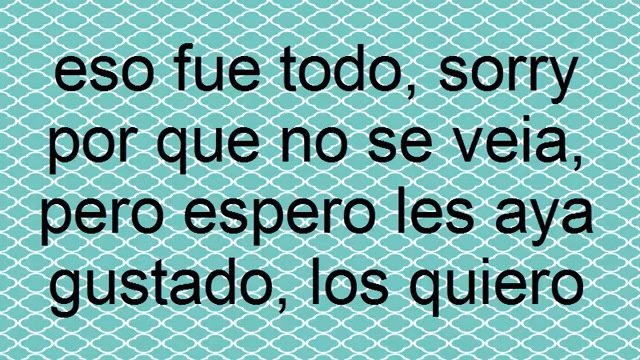 eso fue todo, sorry
por que no se veia,
pero espero les aya
gustado, los quiero